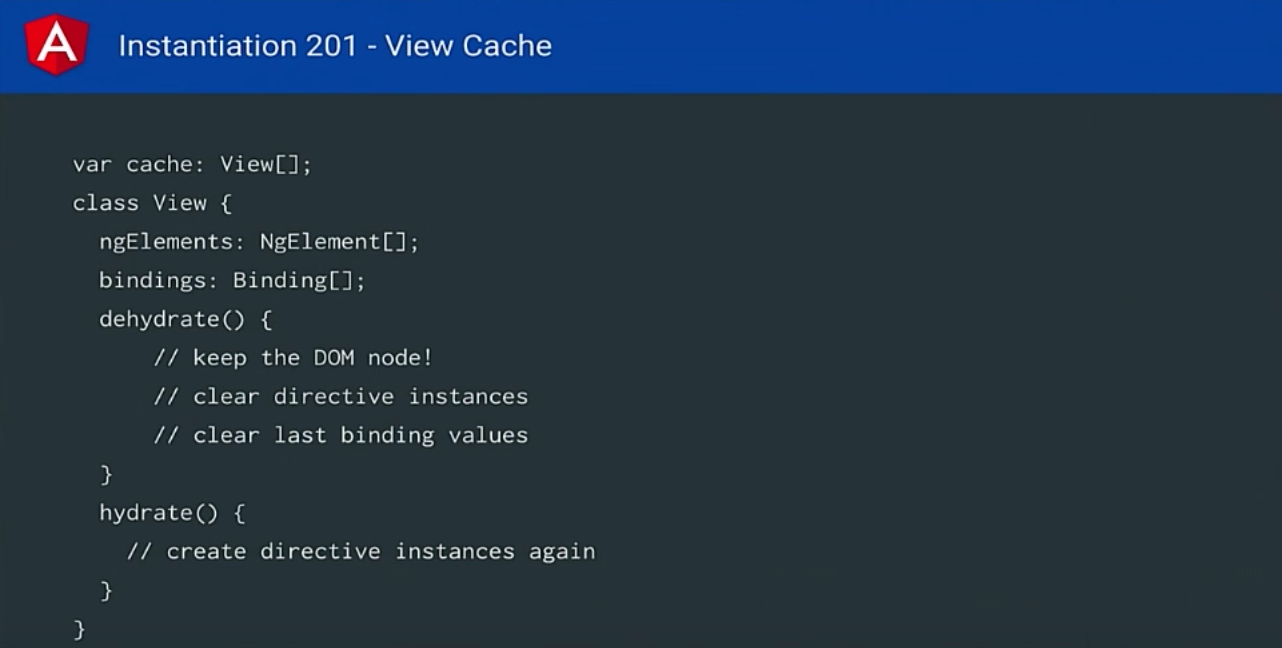 Instantiation 201 - View Cache
var cache: View[];
class View {
ngElements: NgElement[];
bindings: Binding[];
dehydrate() {
// keep the DOM node!
// clear directive instances
// clear last binding values
}
hydrate() {
// create directive instances again
}
}